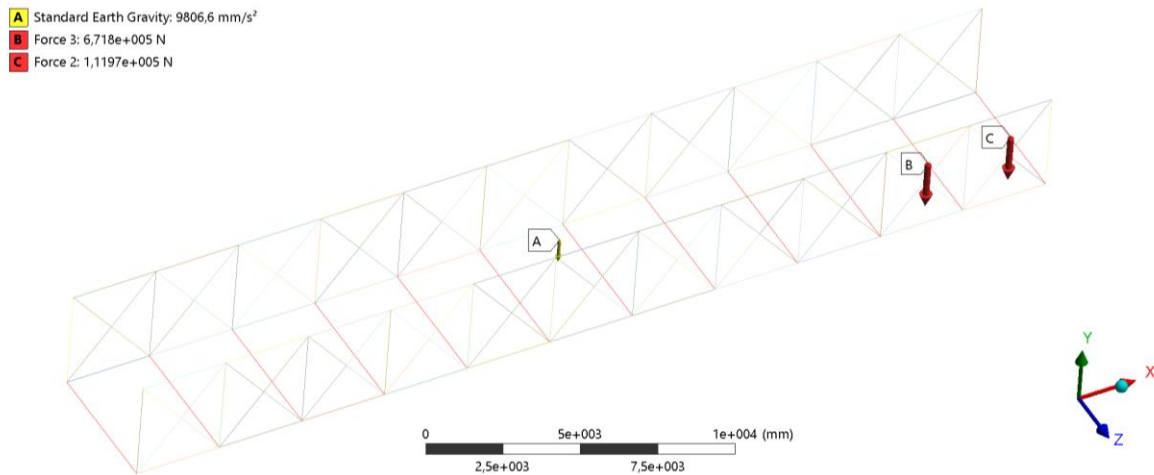 A Standard Earth Gravity: 9806,6 mm/s²
B Force 3: 6,718e+005 N
C Force 2: 1,1197e+005 N
C
B
A
Y
X
Z
0 5e+003 1e+004 (mm)
2,5e+003 7,5e+003